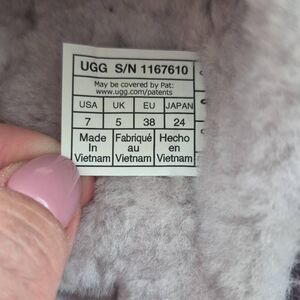 UGG S/N 1167610
May be covered by Pat:
www.ugg.com/patents
USA UK EU JAPAN
7 5 38 24
Made In Vietnam
Fabriqué au Vietnam
Hecho en Vietnam